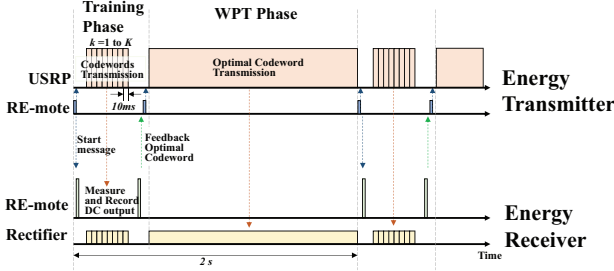 Training
Phase
WPT Phase
k =1 to K
Codewords
Transmission
Optimal Codeword
Transmission
USRP
Energy
Transmitter
RE-mote
10ms
Start
message
Feedback
Optimal
Codeword
Measure
and Record
DC output
RE-mote
Energy
Receiver
Rectifier
Time
2 s